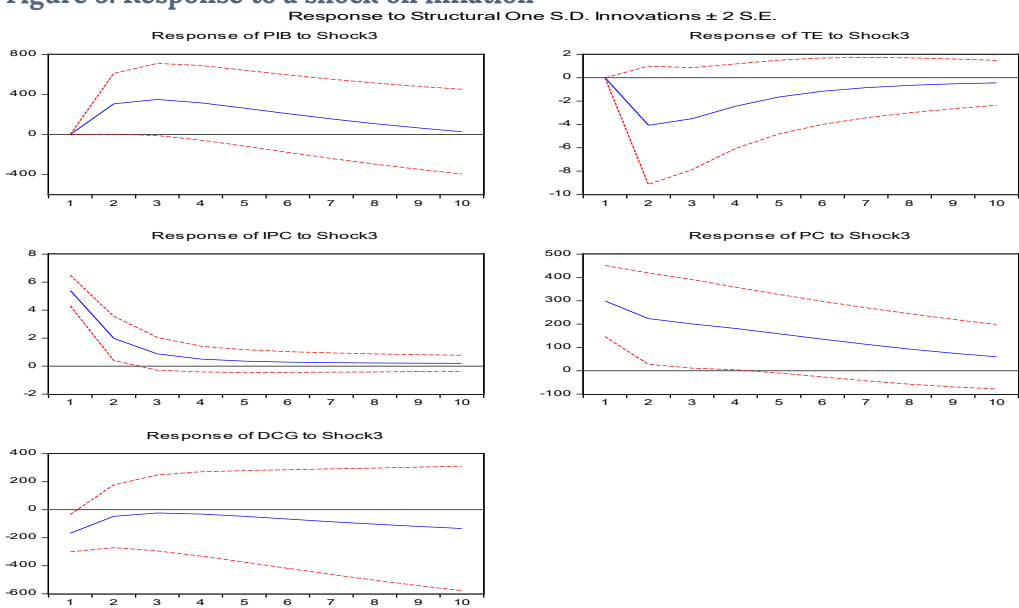 Figure 6. Response to a shock on Inflation
Response to Structural One S.D. Innovations ± 2 S.E.
Response of PIB to Shock3
800
400
0
-400
1 2 3 4 5 6 7 8 9 10
Response of TE to Shock3
2
0
-2
-4
-6
-8
-10
1 2 3 4 5 6 7 8 9 10
Response of IPC to Shock3
8
6
4
2
0
-2
1 2 3 4 5 6 7 8 9 10
Response of PC to Shock3
500
400
300
200
100
0
-100
1 2 3 4 5 6 7 8 9 10
Response of DCG to Shock3
400
200
0
-200
-400
-600
1 2 3 4 5 6 7 8 9 10